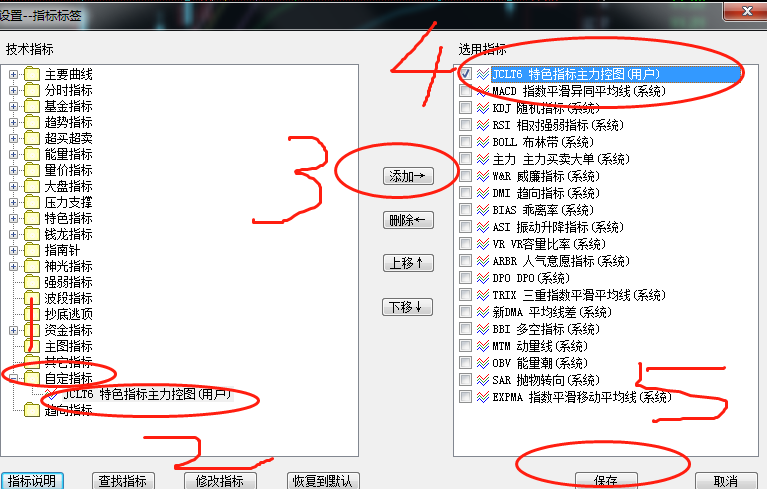 设置--指标标签
技术指标
主要曲线
分时指标
基金指标
趋势指标
超买超卖
能量指标
量价指标
大盘指标
压力支撑
特色指标
钱龙指标
指南针
神光指标
强弱指标
波段指标
抄底逃顶
资金指标
主图指标
其它指标
自定指标
JCLT6 特色指标主力控图(用户)
趋向指标
1
2
3
4
5
添加→
删除←
上移↑
下移↓
选用指标
JCLT6 特色指标主力控图(用户)
MACD 指数平滑异同平均线(系统)
KDJ 随机指标(系统)
RSI 相对强弱指标(系统)
BOLL 布林带(系统)
主力 主力买卖大单(系统)
W&R 威廉指标(系统)
DMI 趋向指标(系统)
BIAS 乖离率(系统)
ASI 振动升降指标(系统)
VR VR容量比率(系统)
ARBR 人气意愿指标(系统)
DPO DPO(系统)
TRIX 三重指数平滑平均线(系统)
新DMA 平均线差(系统)
BBI 多空指标(系统)
MTM 动量线(系统)
OBV 能量潮(系统)
SAR 抛物转向(系统)
EXPMA 指数平滑移动平均线(系统)
指标说明
查找指标
修改指标
恢复到默认
保存
取消